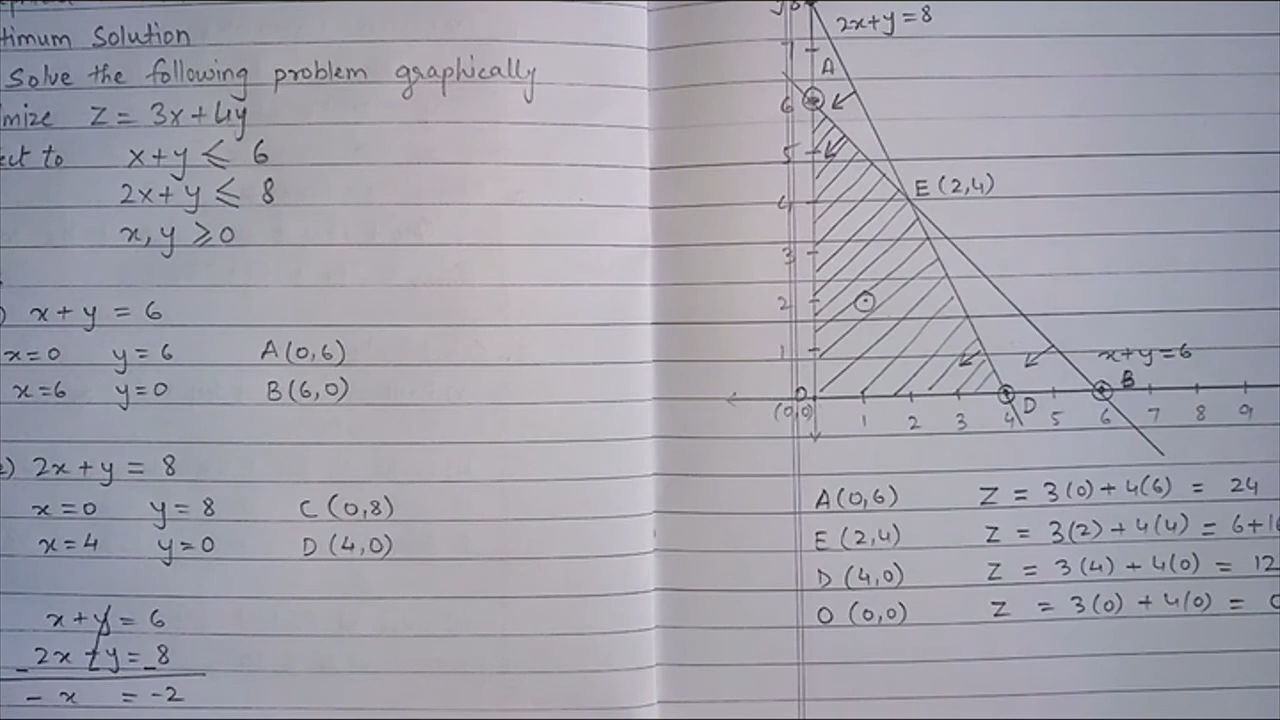 timum Solution
Solve the following problem graphically
mize Z = 3x + 4y
ect to x+y ⩽ 6
2x + y ⩽ 8
x, y ⩾ 0
) x + y = 6
x=0 y = 6 A (0,6)
x=6 y=0 B (6,0)
) 2x + y = 8
x=0 y = 8 C (0,8)
x=4 y=0 D (4,0)
x + y = 6
- 2x + y = - 8
- x = -2
y 8
2x+y = 8
7
A
6
5
E (2,4)
4
3
2
1
x+y=6
O
B
(0,0) 1 2 3 4 D 5 6 7 8 9
A (0,6) Z = 3(0) + 4(6) = 24
E (2,4) Z = 3(2) + 4(4) = 6+16
D (4,0) Z = 3(4) + 4(0) = 12
O (0,0) Z = 3(0) + 4(0) = 0